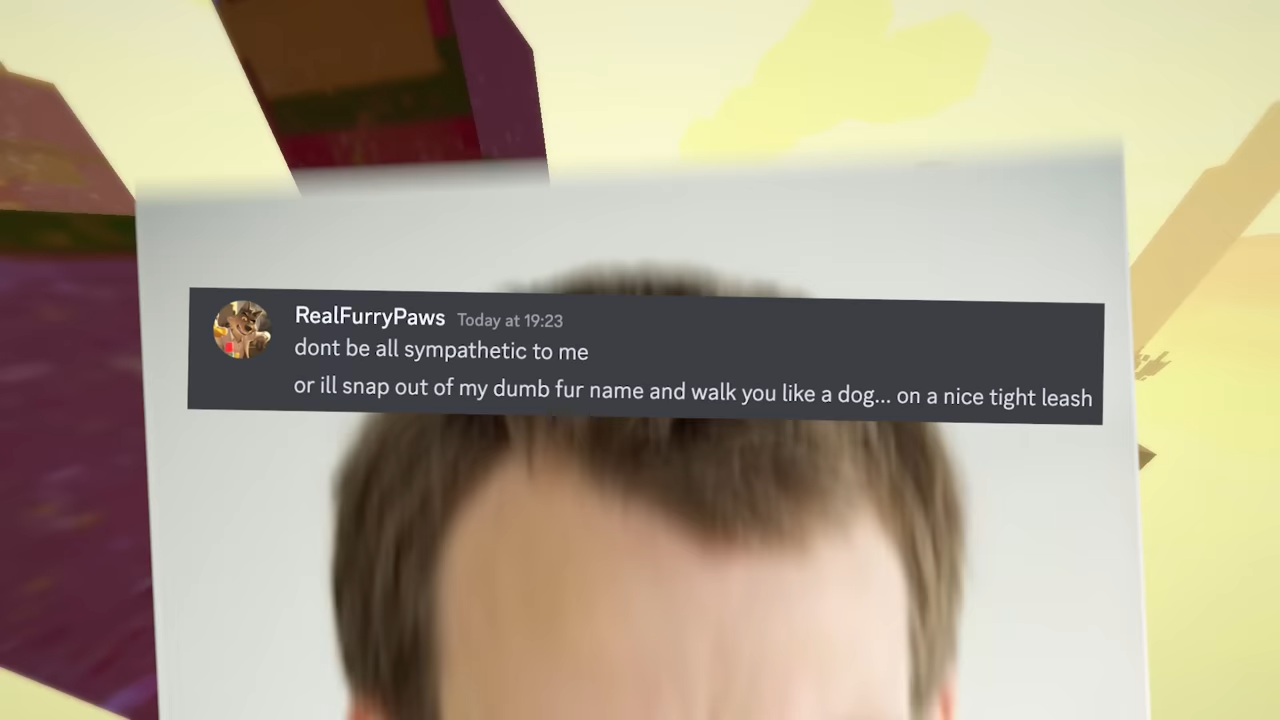 RealFurryPaws Today at 19:23
dont be all sympathetic to me
or ill snap out of my dumb fur name and walk you like a dog... on a nice tight leash